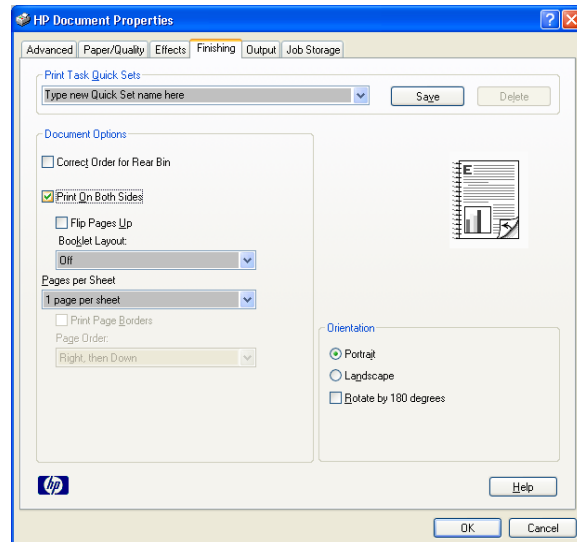 HP Document Properties
Advanced Paper/Quality Effects Finishing Output Job Storage
Print Task Quick Sets
Type new Quick Set name here
Save Delete
Document Options
Correct Order for Rear Bin
Print On Both Sides
Flip Pages Up
Booklet Layout:
Off
Pages per Sheet
1 page per sheet
Print Page Borders
Page Order:
Right, then Down
E
Orientation
Portrait
Landscape
Rotate by 180 degrees
hp
Help
OK Cancel